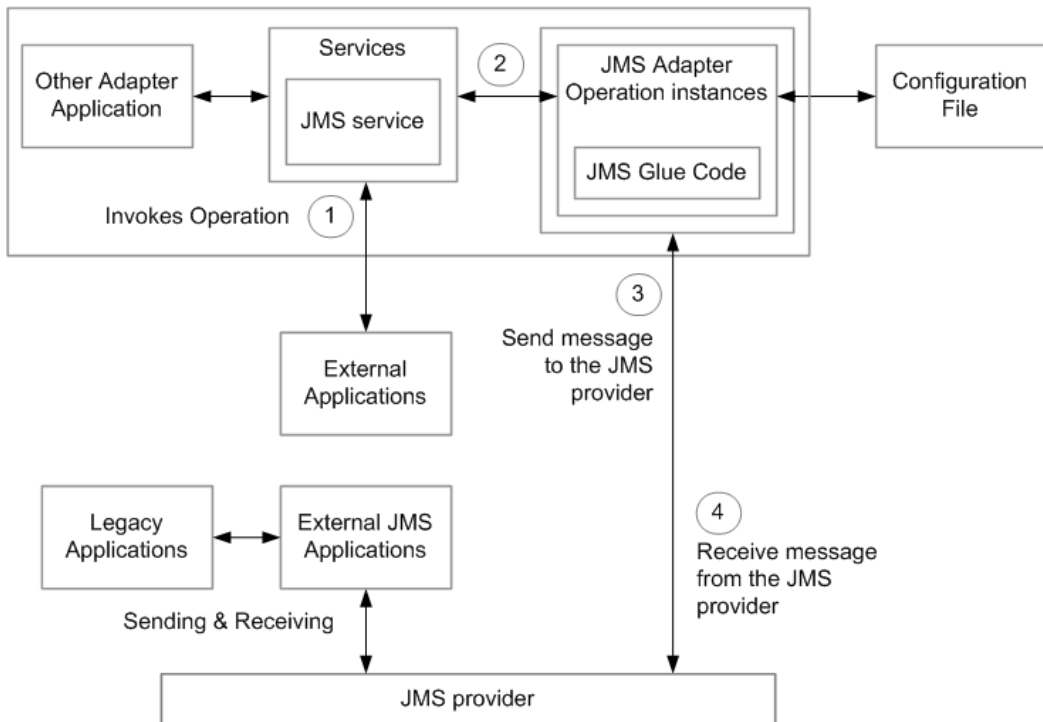 Services
Other Adapter
Application
JMS service
2
JMS Adapter
Operation instances
JMS Glue Code
Configuration
File
Invokes Operation
1
3
Send message
to the JMS
provider
External
Applications
Legacy
Applications
External JMS
Applications
4
Receive message
from the JMS
provider
Sending & Receiving
JMS provider